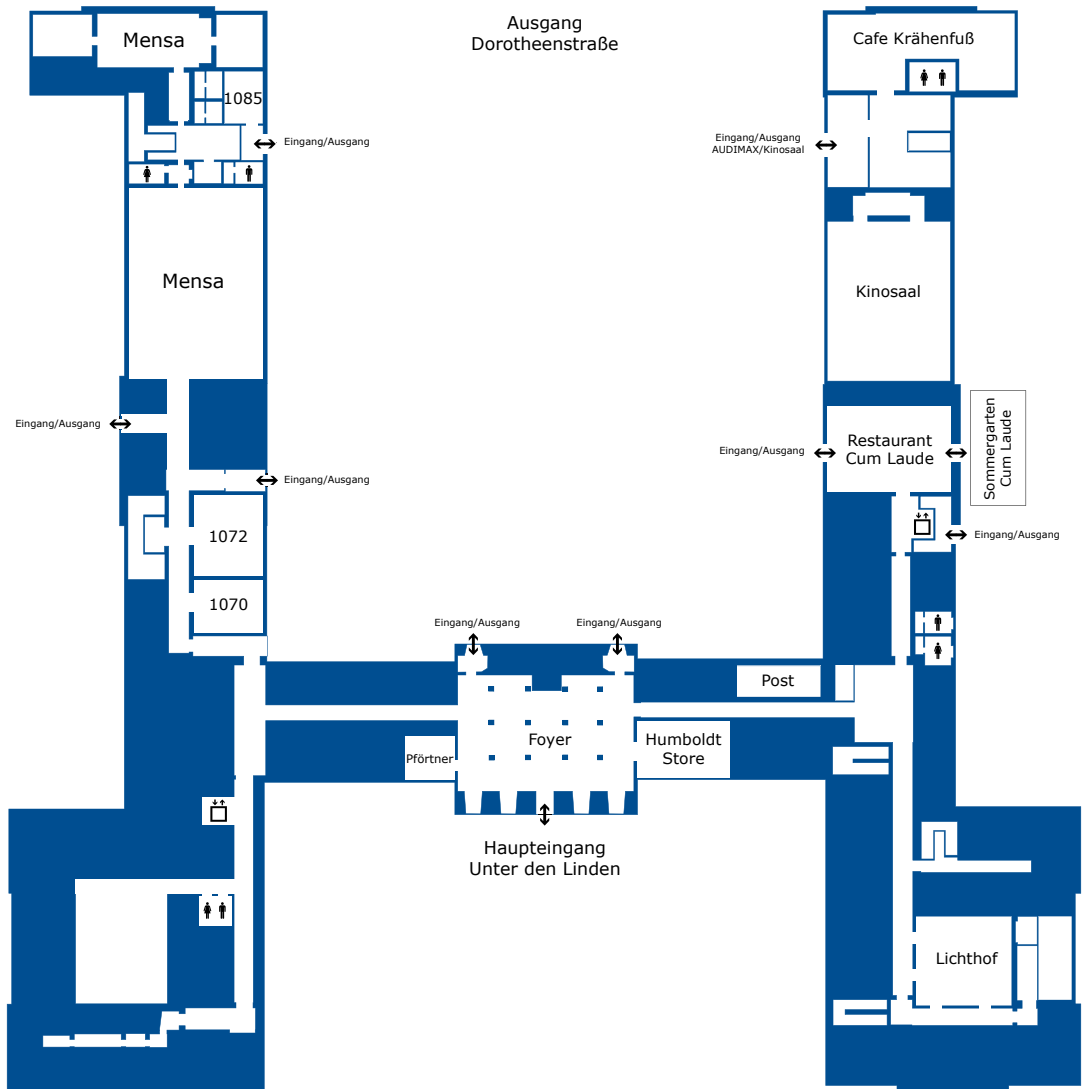 Ausgang
Dorotheenstraße
Mensa
Cafe Krähenfuß
1085
Eingang/Ausgang
Eingang/Ausgang
AUDIMAX/Kinosaal
Mensa
Kinosaal
Eingang/Ausgang
Eingang/Ausgang
Restaurant
Cum Laude
Sommergarten
Cum Laude
Eingang/Ausgang
1072
Eingang/Ausgang
1070
Eingang/Ausgang
Eingang/Ausgang
Post
Foyer
Humboldt
Store
Pförtner
Haupteingang
Unter den Linden
Lichthof